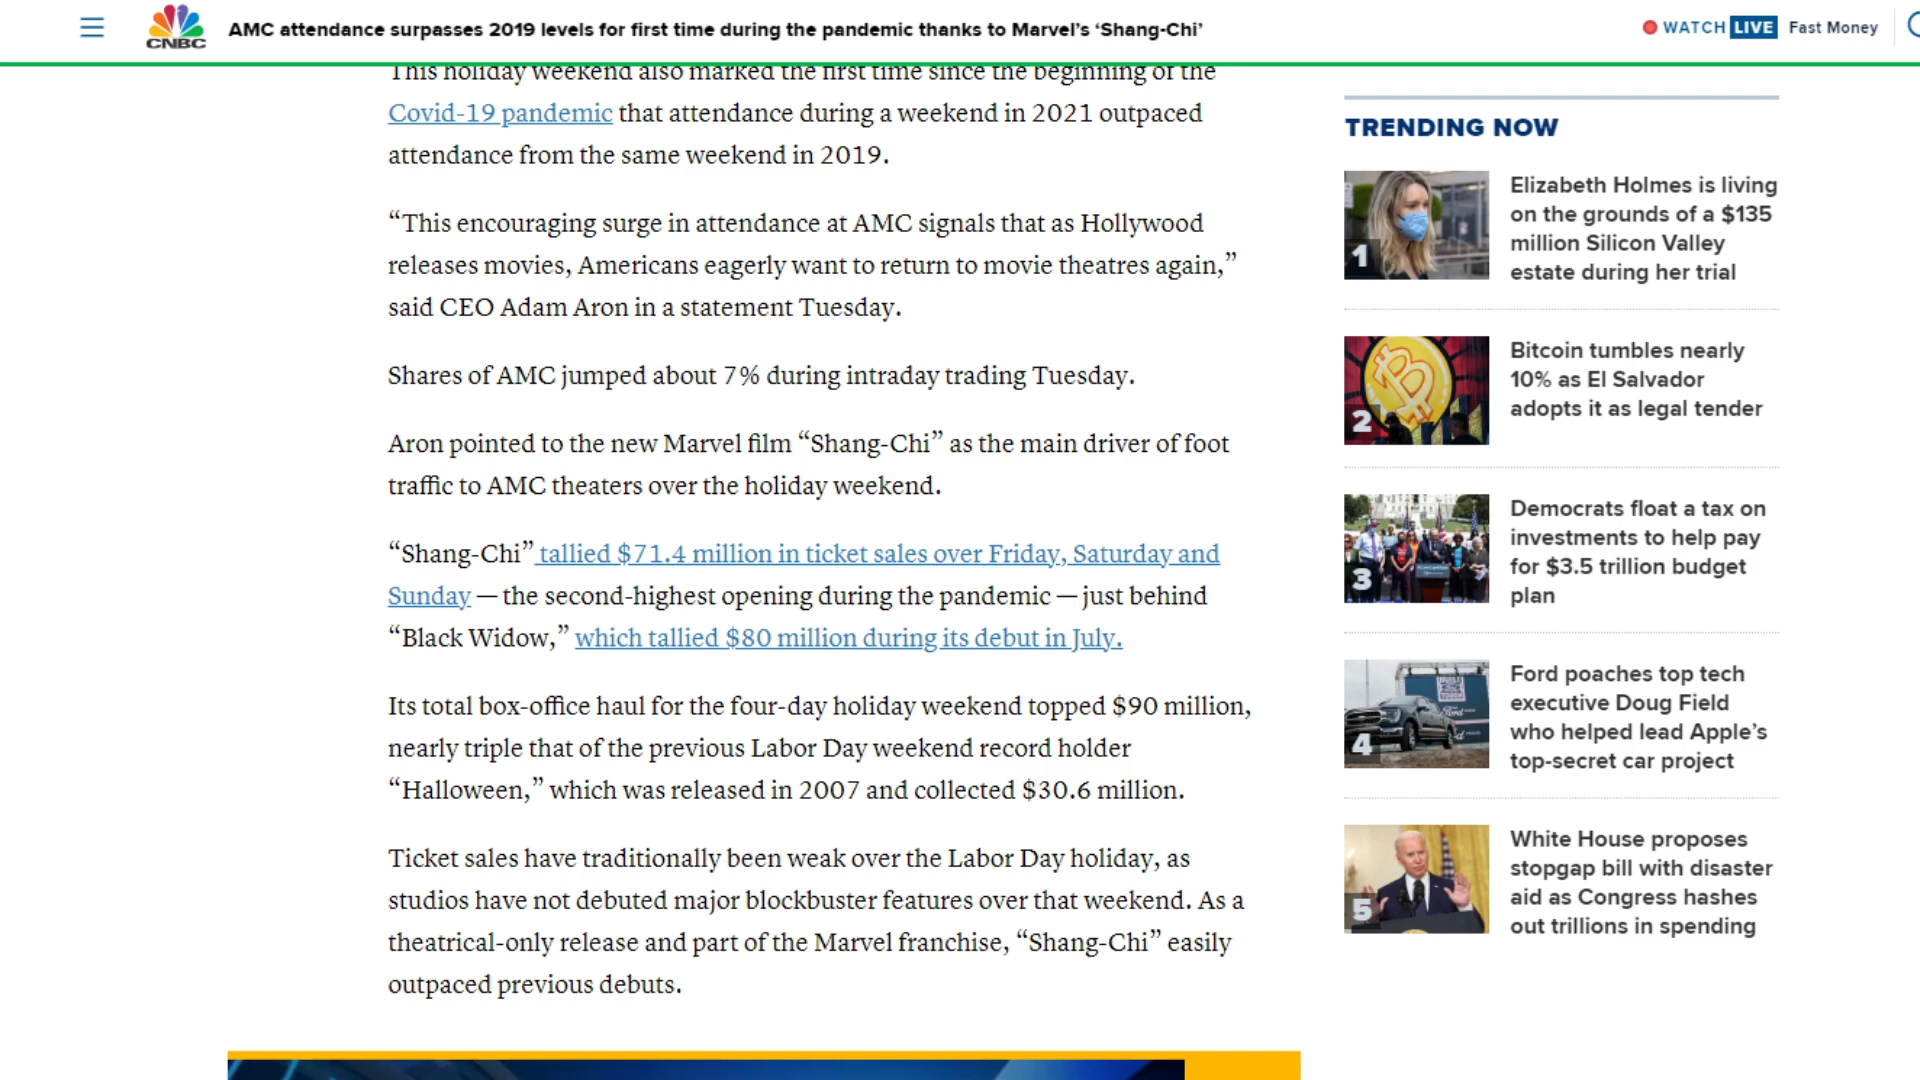 CNBC
AMC attendance surpasses 2019 levels for first time during the pandemic thanks to Marvel’s ‘Shang-Chi’
WATCH LIVE Fast Money
This holiday weekend also marked the first time since the beginning of the
Covid-19 pandemic that attendance during a weekend in 2021 outpaced
attendance from the same weekend in 2019.
“This encouraging surge in attendance at AMC signals that as Hollywood
releases movies, Americans eagerly want to return to movie theatres again,”
said CEO Adam Aron in a statement Tuesday.
Shares of AMC jumped about 7% during intraday trading Tuesday.
Aron pointed to the new Marvel film “Shang-Chi” as the main driver of foot
traffic to AMC theaters over the holiday weekend.
“Shang-Chi” tallied $71.4 million in ticket sales over Friday, Saturday and
Sunday — the second-highest opening during the pandemic — just behind
“Black Widow,” which tallied $80 million during its debut in July.
Its total box-office haul for the four-day holiday weekend topped $90 million,
nearly triple that of the previous Labor Day weekend record holder
“Halloween,” which was released in 2007 and collected $30.6 million.
Ticket sales have traditionally been weak over the Labor Day holiday, as
studios have not debuted major blockbuster features over that weekend. As a
theatrical-only release and part of the Marvel franchise, “Shang-Chi” easily
outpaced previous debuts.
TRENDING NOW
1
Elizabeth Holmes is living
on the grounds of a $135
million Silicon Valley
estate during her trial
2
Bitcoin tumbles nearly
10% as El Salvador
adopts it as legal tender
3
Democrats float a tax on
investments to help pay
for $3.5 trillion budget
plan
4
Ford poaches top tech
executive Doug Field
who helped lead Apple’s
top-secret car project
5
White House proposes
stopgap bill with disaster
aid as Congress hashes
out trillions in spending